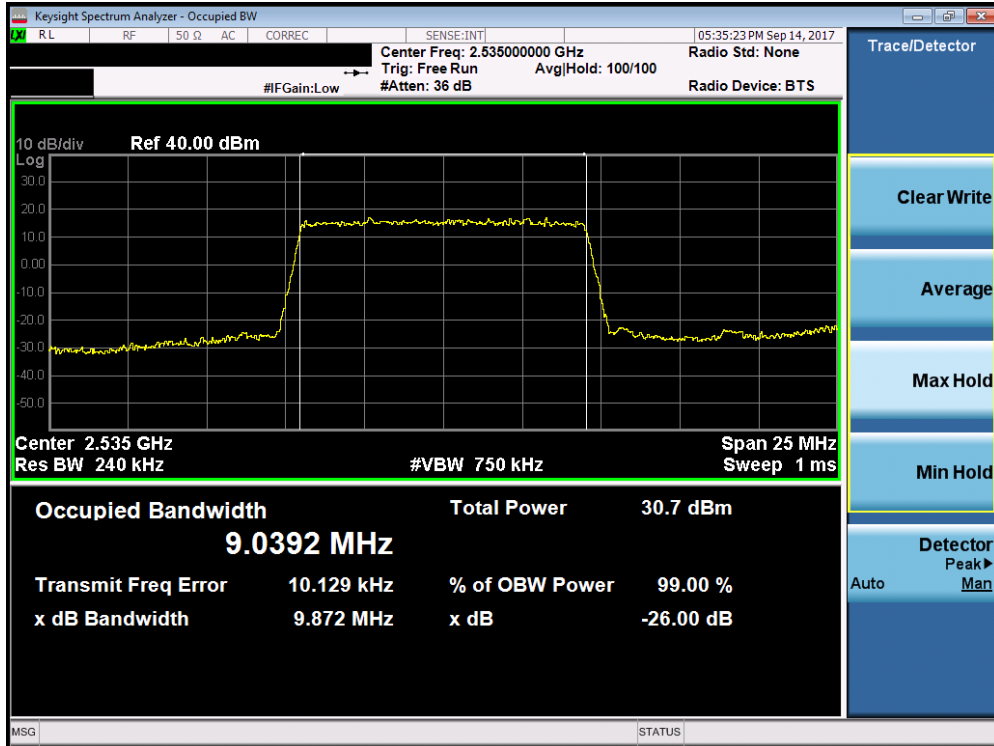 Keysight Spectrum Analyzer - Occupied BW
LXI RL RF 50 Ω AC CORREC SENSE:INT 05:35:23 PM Sep 14, 2017
Center Freq: 2.535000000 GHz Radio Std: None
Trig: Free Run Avg|Hold: 100/100
#IFGain:Low #Atten: 36 dB Radio Device: BTS
Trace/Detector
10 dB/div Ref 40.00 dBm
Log
30.0
20.0
10.0
0.00
-10.0
-20.0
-30.0
-40.0
-50.0
Center 2.535 GHz Span 25 MHz
Res BW 240 kHz #VBW 750 kHz Sweep 1 ms
Occupied Bandwidth Total Power 30.7 dBm
9.0392 MHz
Transmit Freq Error 10.129 kHz % of OBW Power 99.00 %
x dB Bandwidth 9.872 MHz x dB -26.00 dB
Clear Write
Average
Max Hold
Min Hold
Detector
Peak▶
Auto Man
MSG STATUS